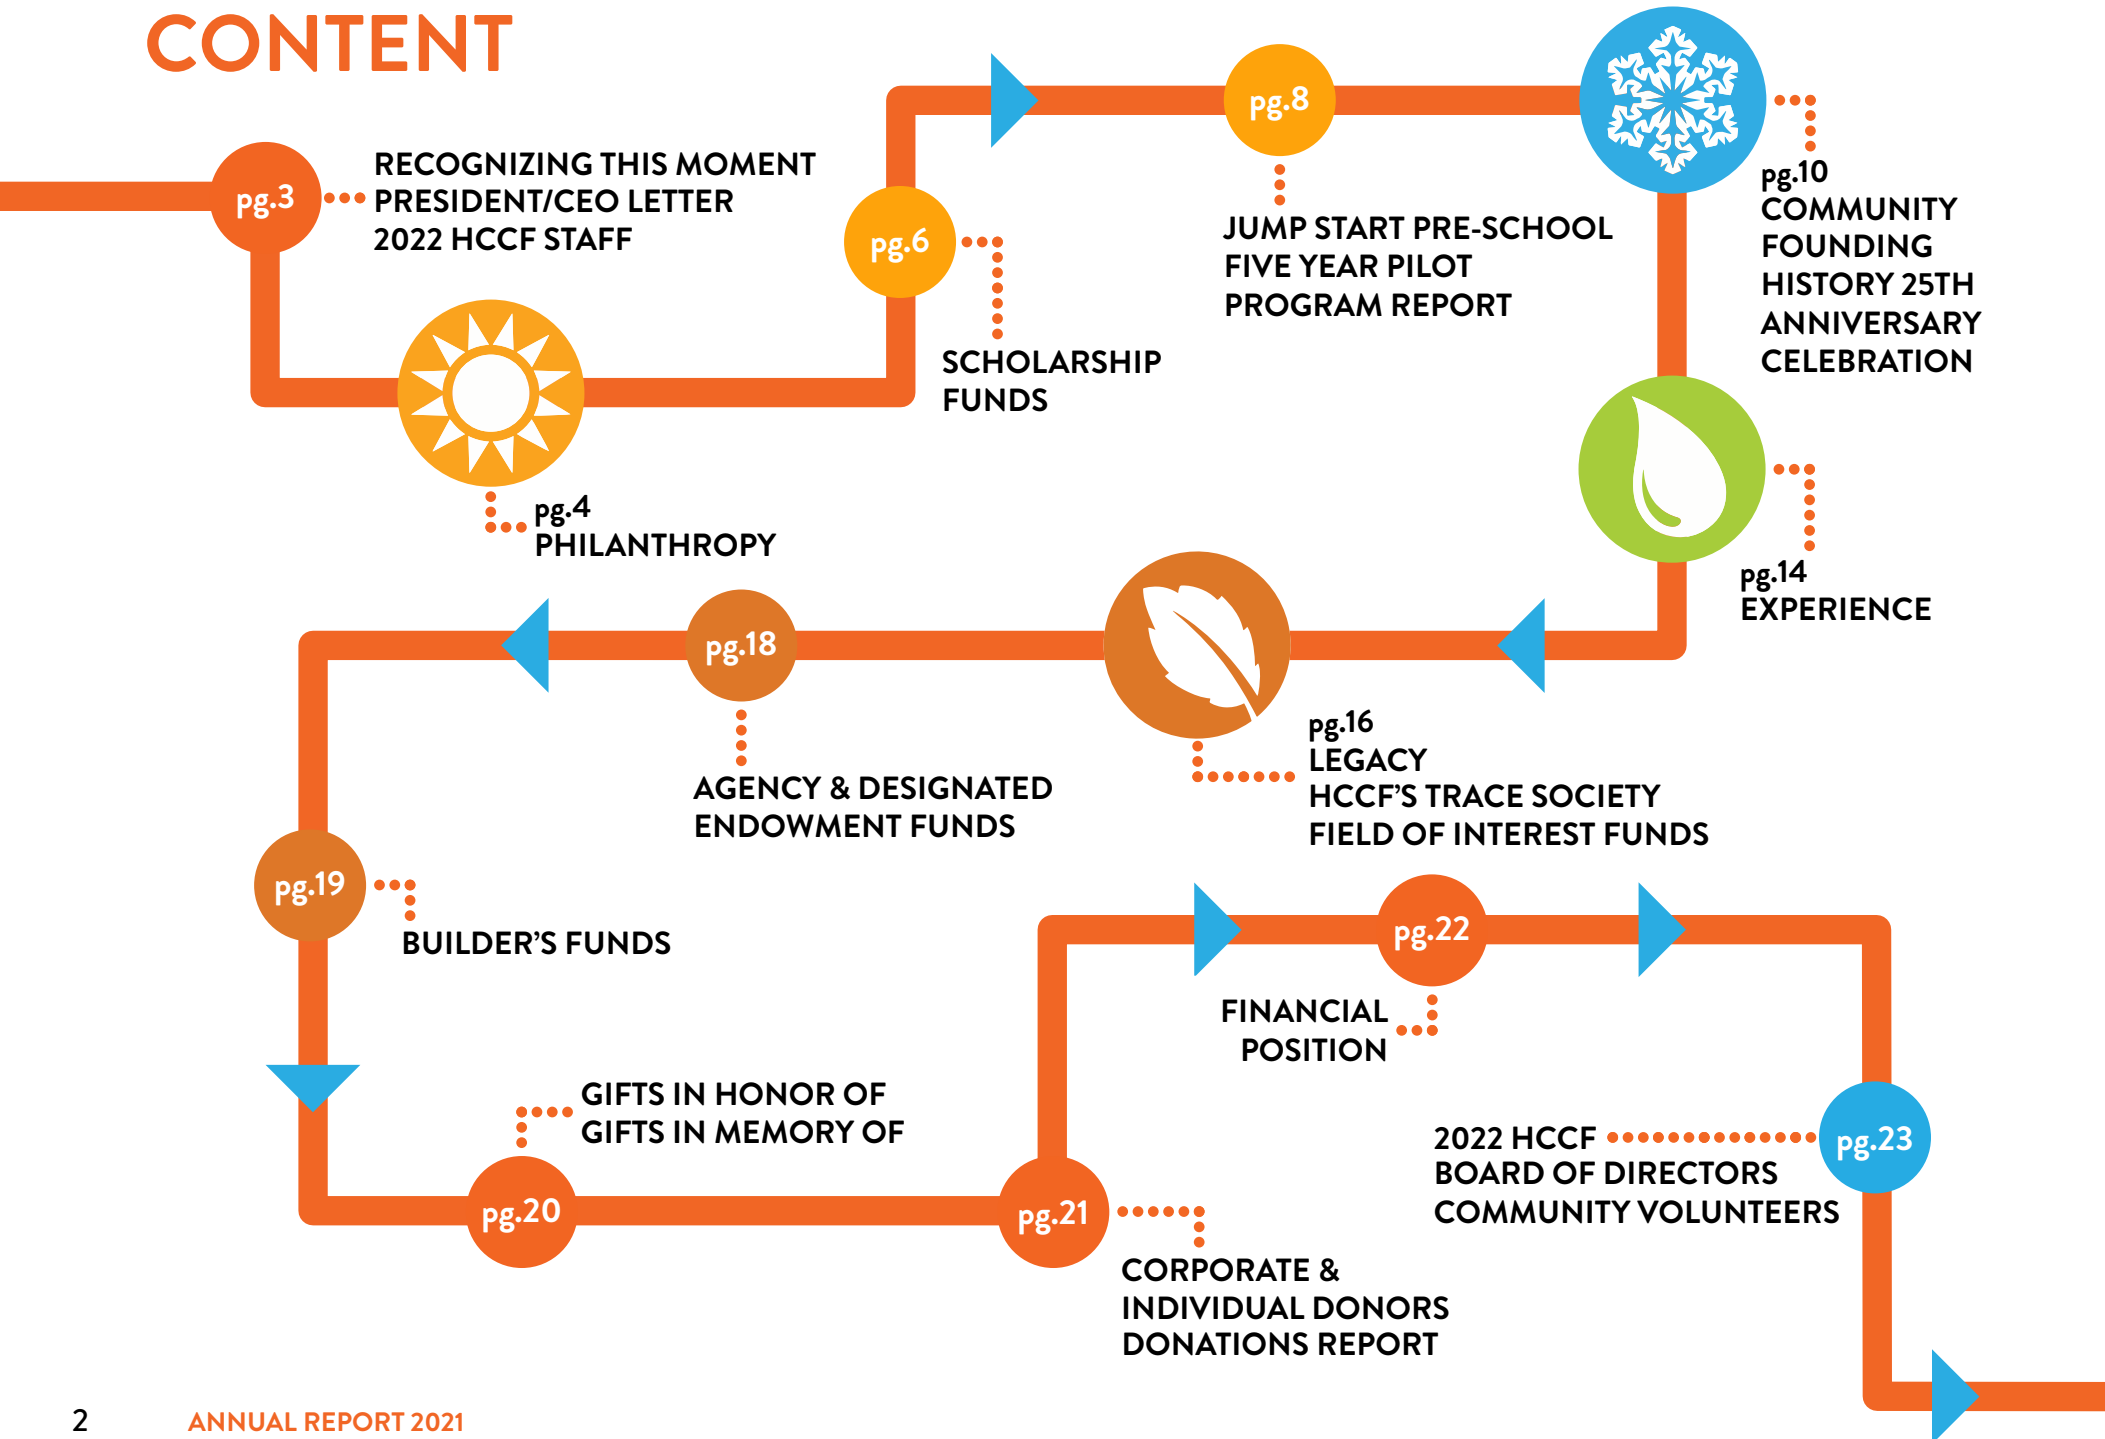 CONTENT
pg.3
RECOGNIZING THIS MOMENT
PRESIDENT/CEO LETTER
2022 HCCF STAFF
pg.4
PHILANTHROPY
pg.6
SCHOLARSHIP
FUNDS
pg.8
JUMP START PRE-SCHOOL
FIVE YEAR PILOT
PROGRAM REPORT
pg.10
COMMUNITY
FOUNDING
HISTORY 25TH
ANNIVERSARY
CELEBRATION
pg.14
EXPERIENCE
pg.16
LEGACY
HCCF’S TRACE SOCIETY
FIELD OF INTEREST FUNDS
pg.18
AGENCY & DESIGNATED
ENDOWMENT FUNDS
pg.19
BUILDER’S FUNDS
pg.20
GIFTS IN HONOR OF
GIFTS IN MEMORY OF
pg.21
CORPORATE &
INDIVIDUAL DONORS
DONATIONS REPORT
pg.22
FINANCIAL
POSITION
pg.23
2022 HCCF
BOARD OF DIRECTORS
COMMUNITY VOLUNTEERS
2 ANNUAL REPORT 2021